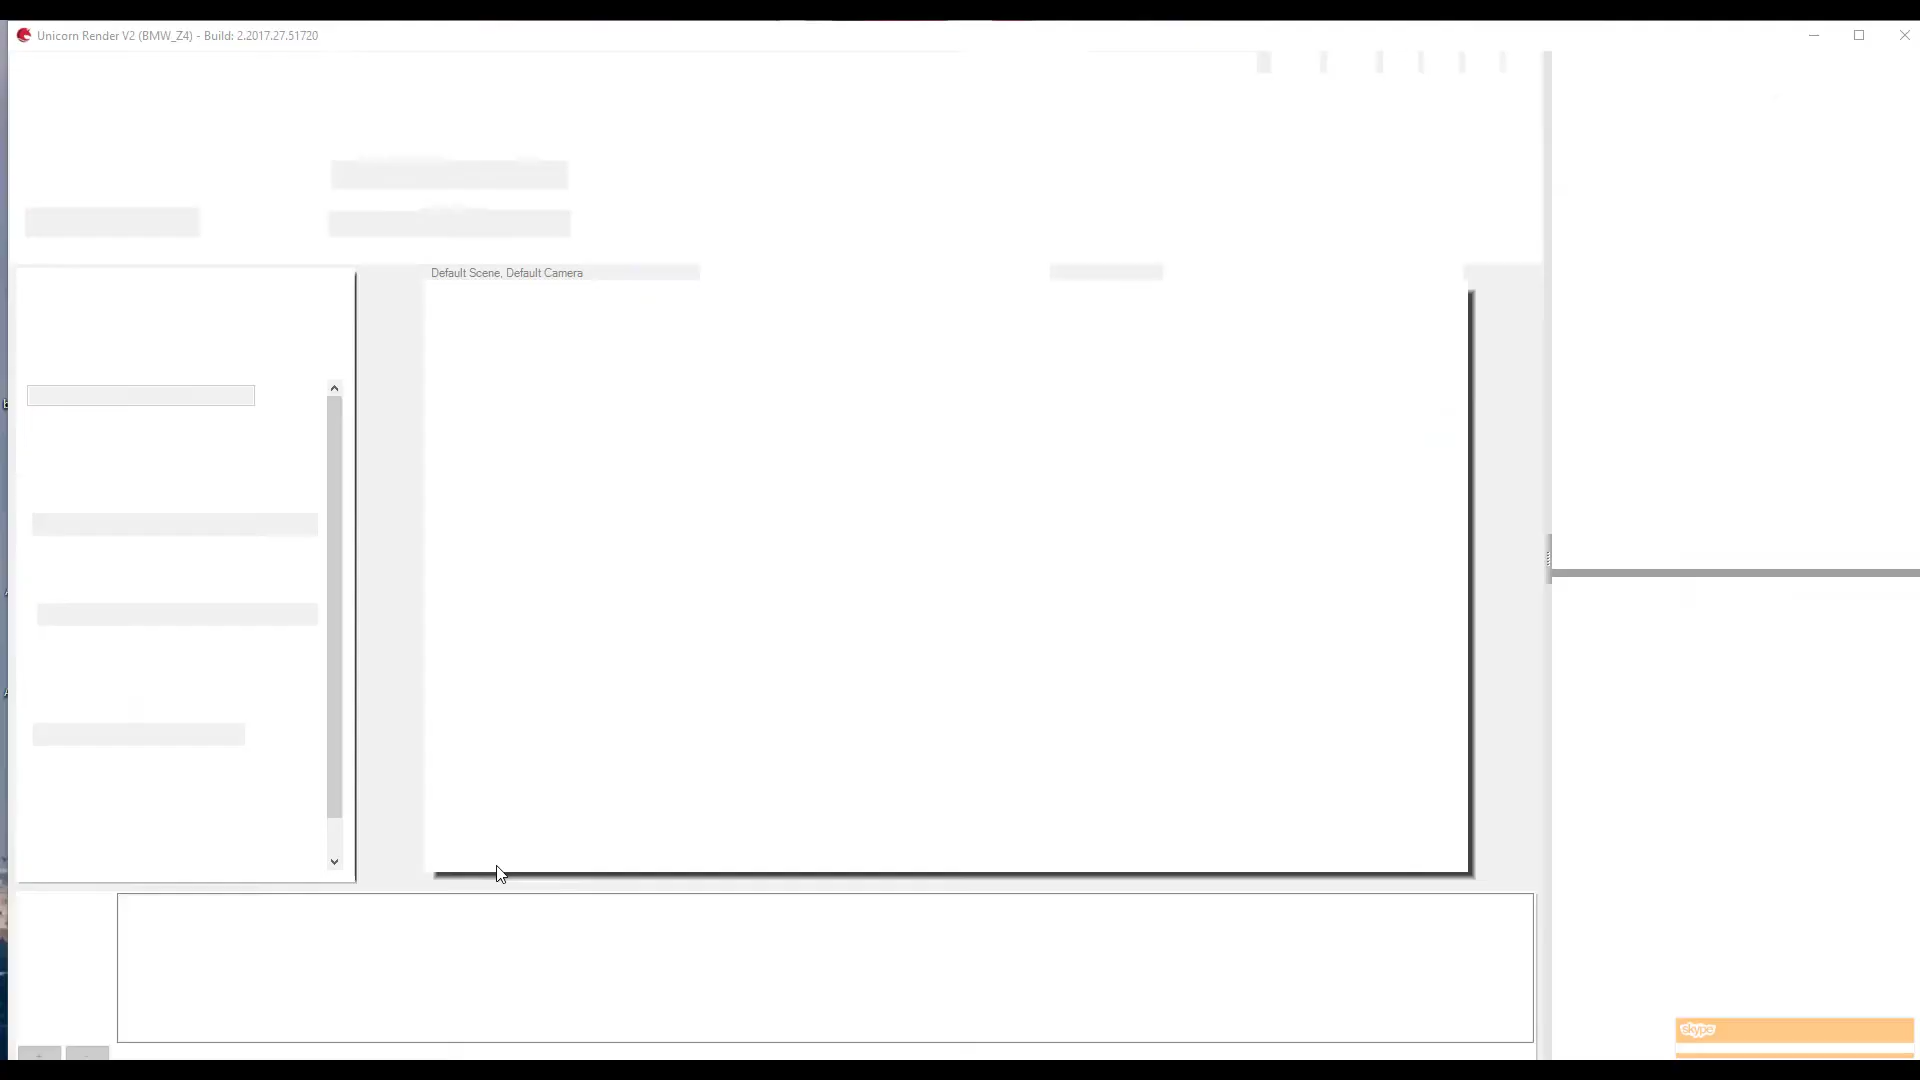 Unicorn Render V2 (BMW_Z4) - Build: 2.2017.27.51720
Default Scene, Default Camera
skype